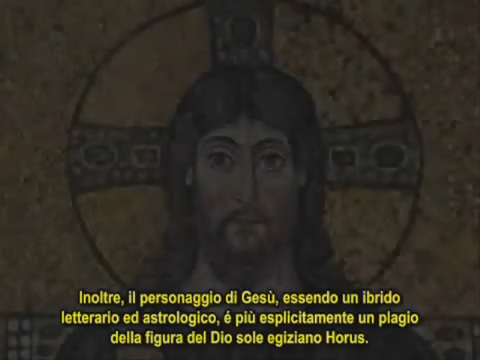 Inoltre, il personaggio di Gesù, essendo un ibrido
letterario ed astrologico, é più esplicitamente un plagio
della figura del Dio sole egiziano Horus.